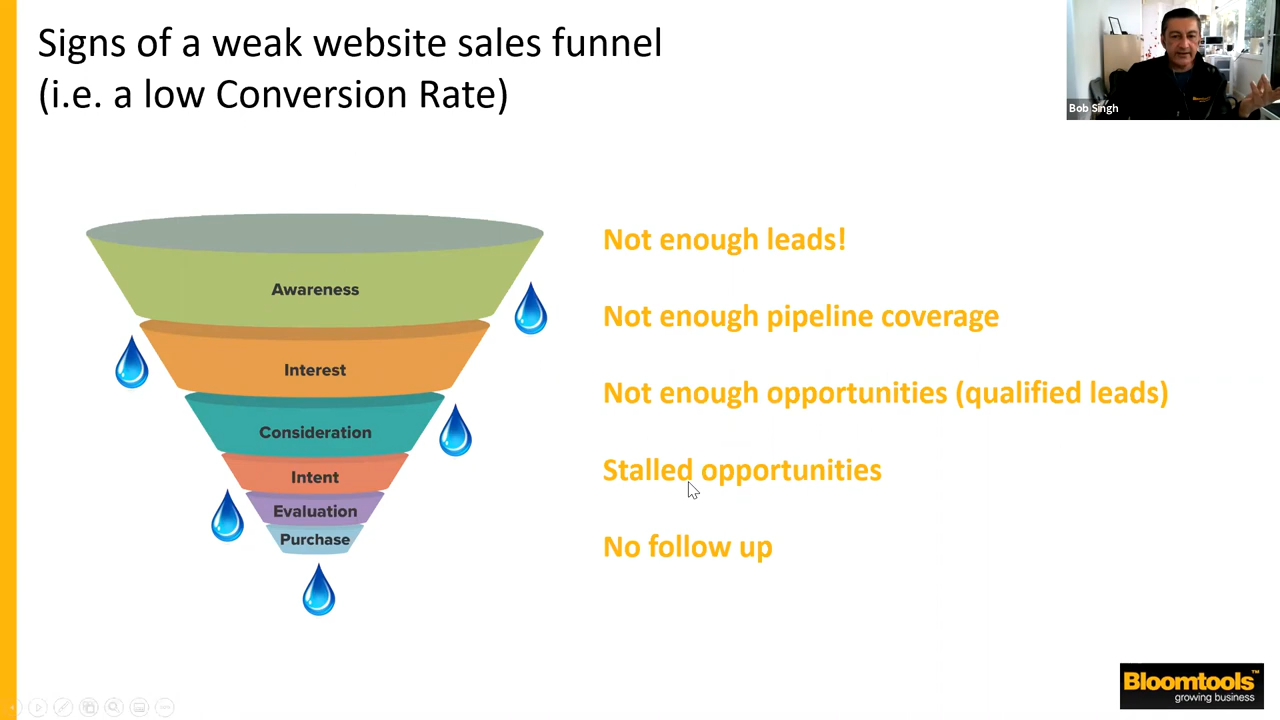 Signs of a weak website sales funnel
(i.e. a low Conversion Rate)
Bob Singh
Awareness
Interest
Consideration
Intent
Evaluation
Purchase
Not enough leads!
Not enough pipeline coverage
Not enough opportunities (qualified leads)
Stalled opportunities
No follow up
Bloomtools™
growing business